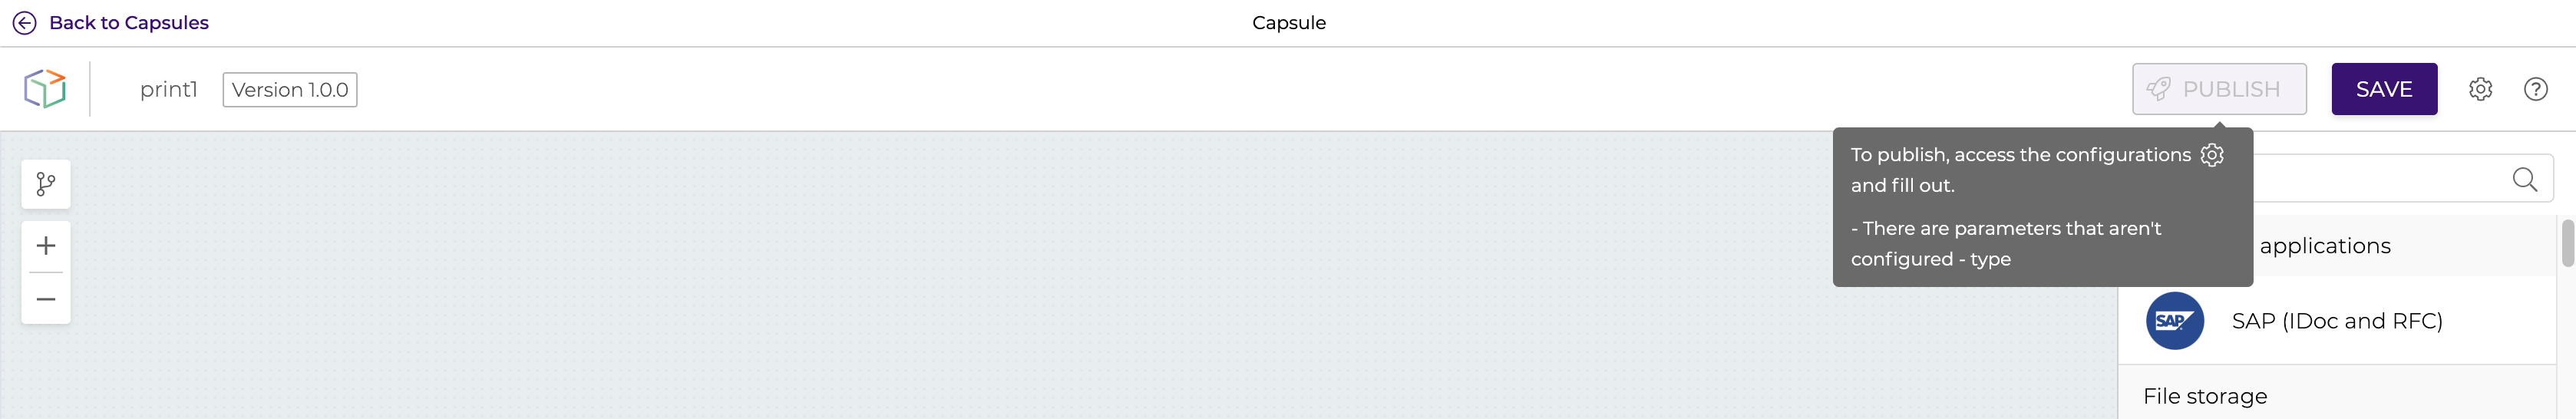 Back to Capsules
Capsule
print1
Version 1.0.0
PUBLISH
SAVE
To publish, access the configurations
and fill out.
- There are parameters that aren't
configured - type
applications
SAP
SAP (IDoc and RFC)
File storage